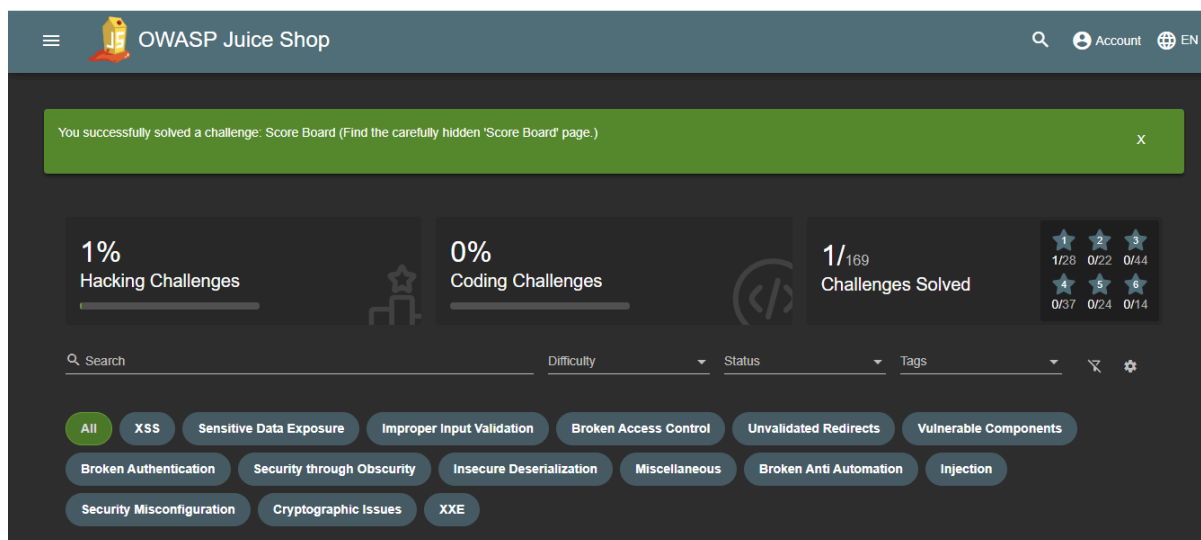 OWASP Juice Shop
Account
EN
You successfully solved a challenge: Score Board (Find the carefully hidden 'Score Board' page.)
X
1%
Hacking Challenges
0%
Coding Challenges
1/169
Challenges Solved
1 2 3
1/28 0/22 0/44
4 5 6
0/37 0/24 0/14
Search
Difficulty
Status
Tags
All XSS Sensitive Data Exposure Improper Input Validation Broken Access Control Unvalidated Redirects Vulnerable Components
Broken Authentication Security through Obscurity Insecure Deserialization Miscellaneous Broken Anti Automation Injection
Security Misconfiguration Cryptographic Issues XXE